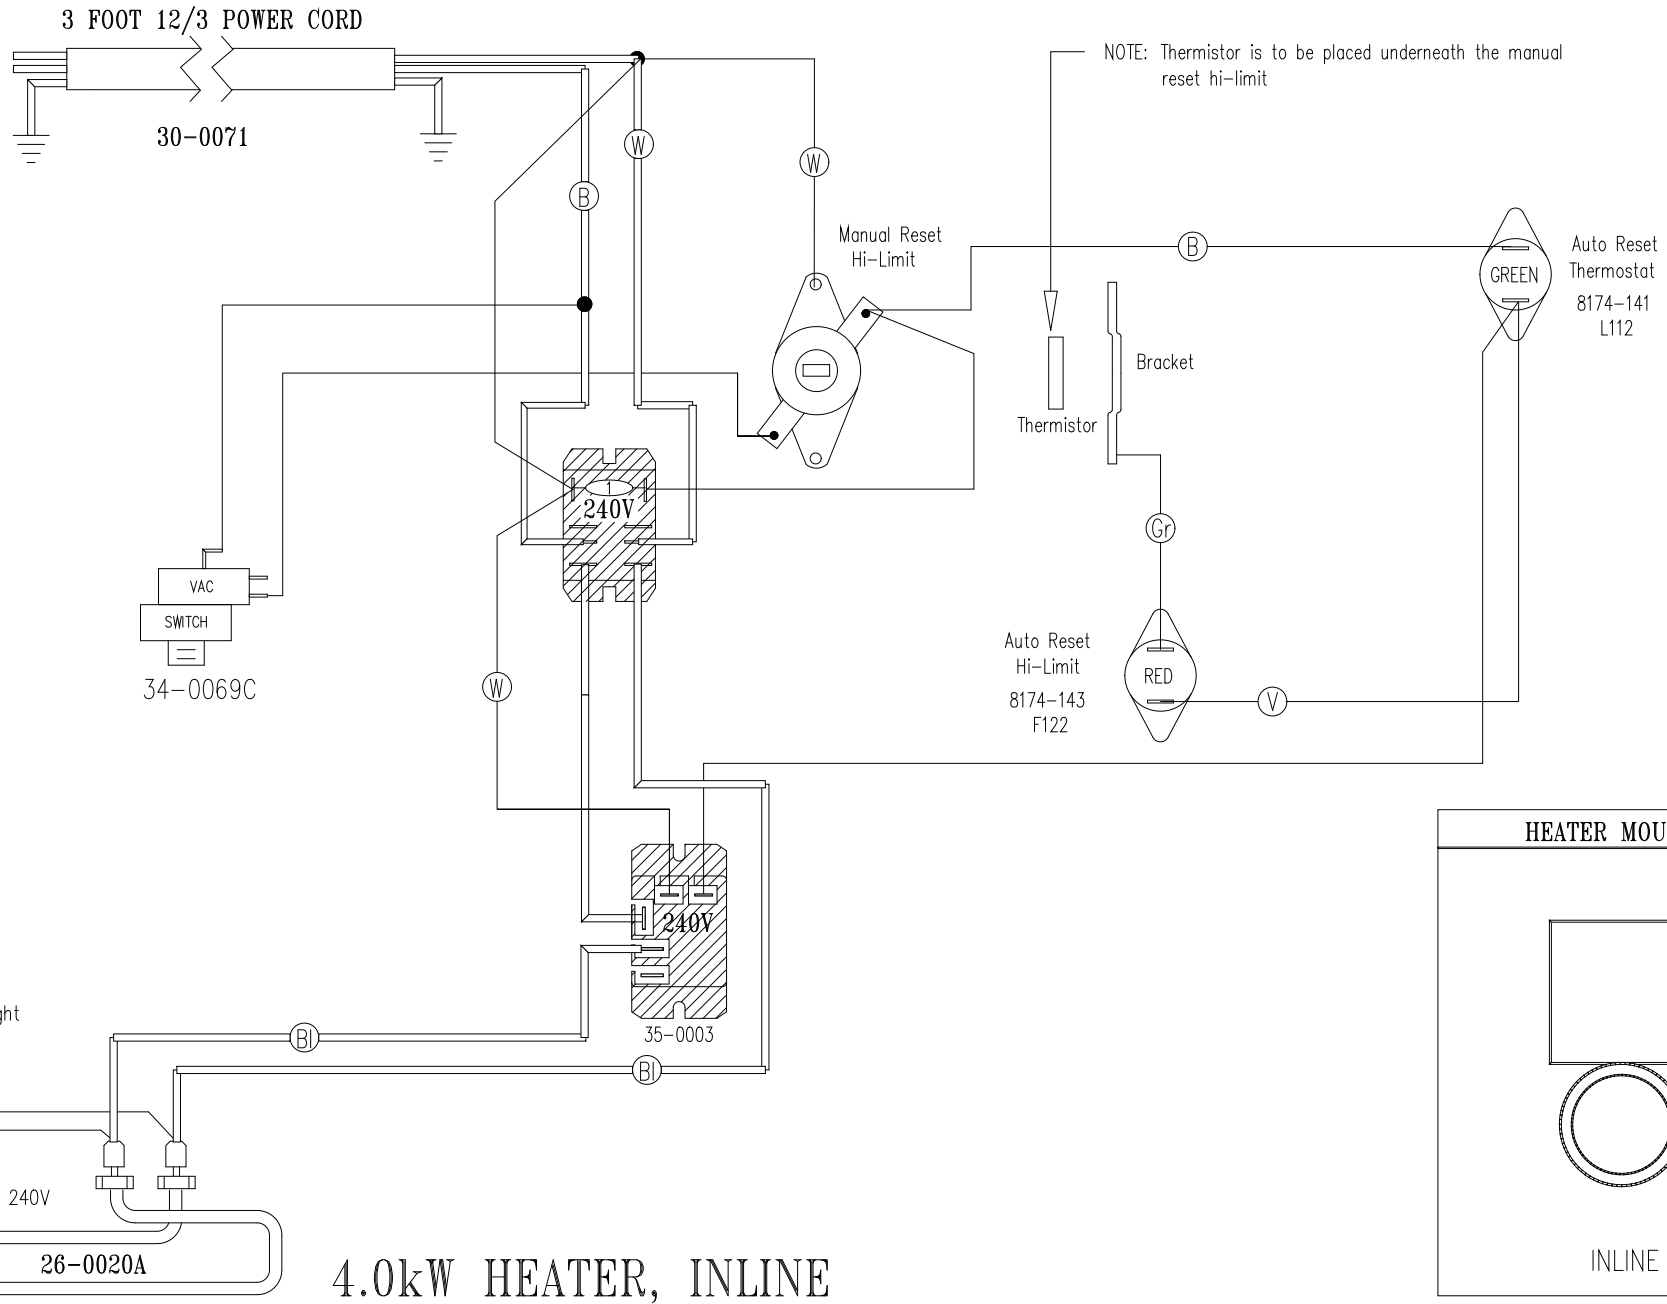 3 FOOT 12/3 POWER CORD
30-0071
NOTE: Thermistor is to be placed underneath the manual
reset hi-limit
W
W
B
B
Manual Reset
Hi-Limit
GREEN
Auto Reset
Thermostat
8174-141
L112
Bracket
Thermistor
1
240V
Gr
VAC
SWITCH
34-0069C
W
Auto Reset
Hi-Limit
8174-143
F122
RED
V
HEATER MOU
240V
35-0003
ght
Bl
Bl
240V
26-0020A
4.0kW HEATER, INLINE
INLINE